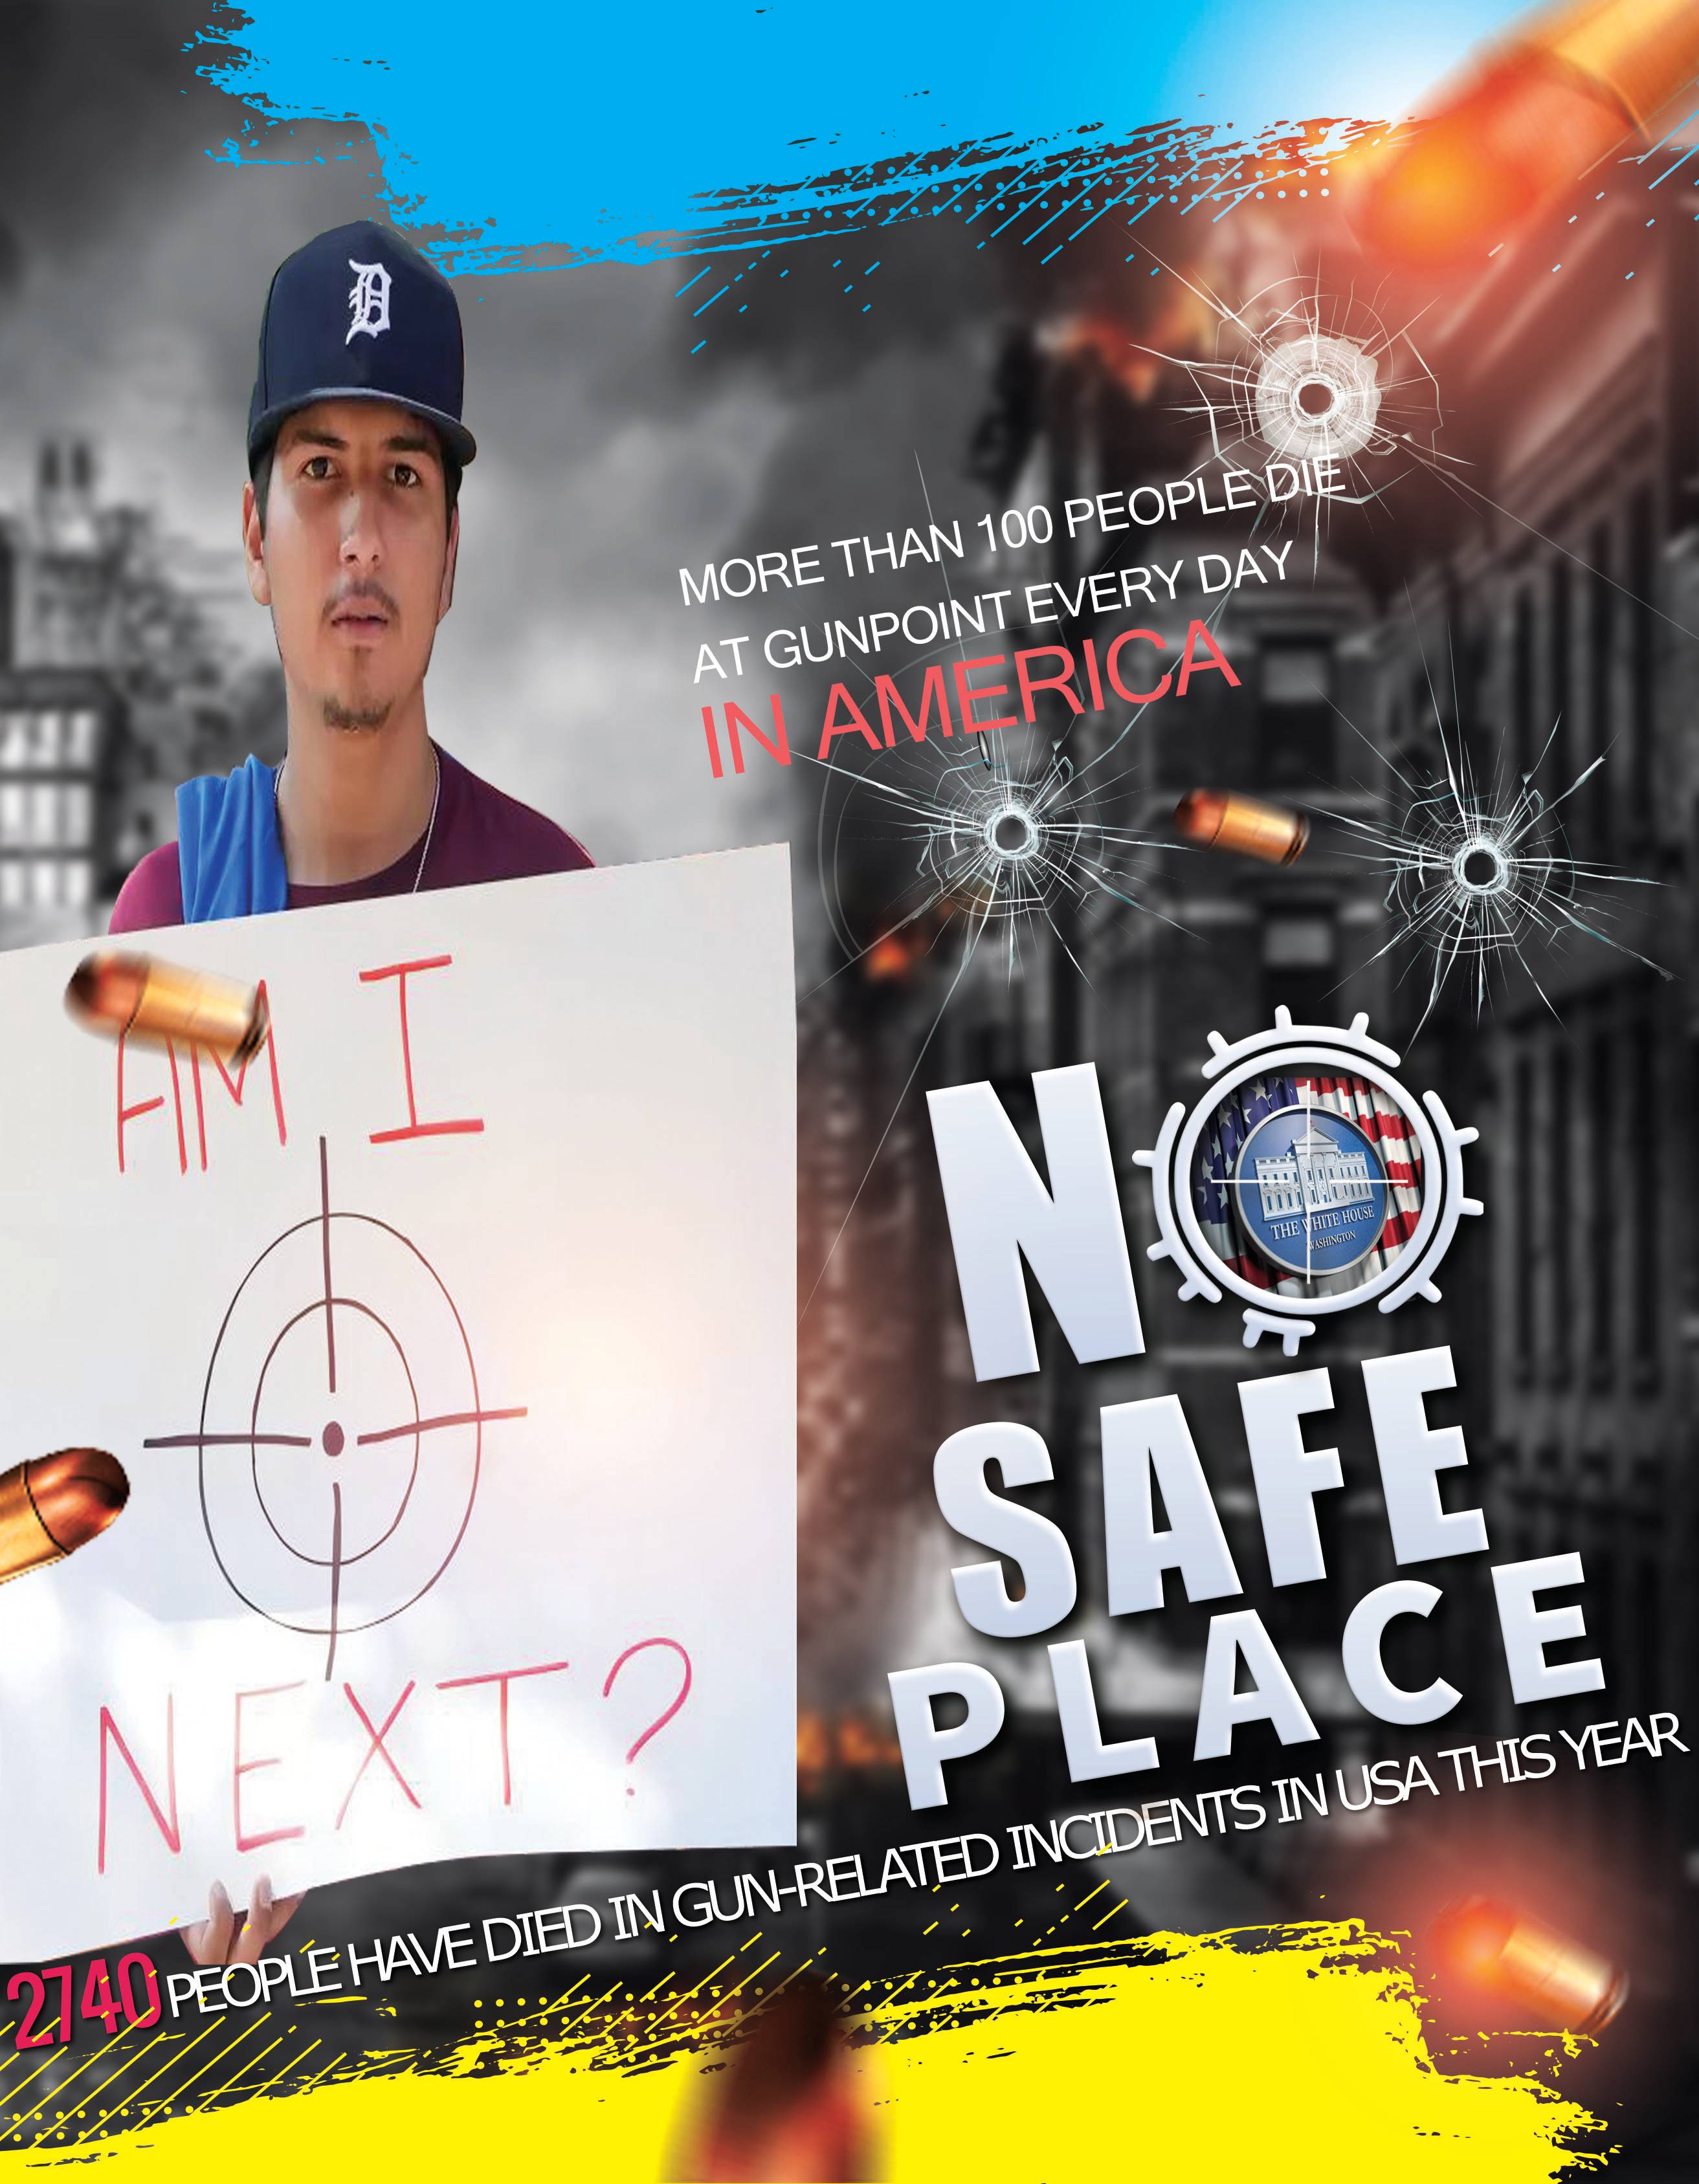 D
MORE THAN 100 PEOPLE DIE
AT GUNPOINT EVERY DAY
IN AMERICA
AM I
NEXT?
NO
THE WHITE HOUSE
WASHINGTON
SAFE
PLACE
2740 PEOPLE HAVE DIED IN GUN-RELATED INCIDENTS IN USA THIS YEAR